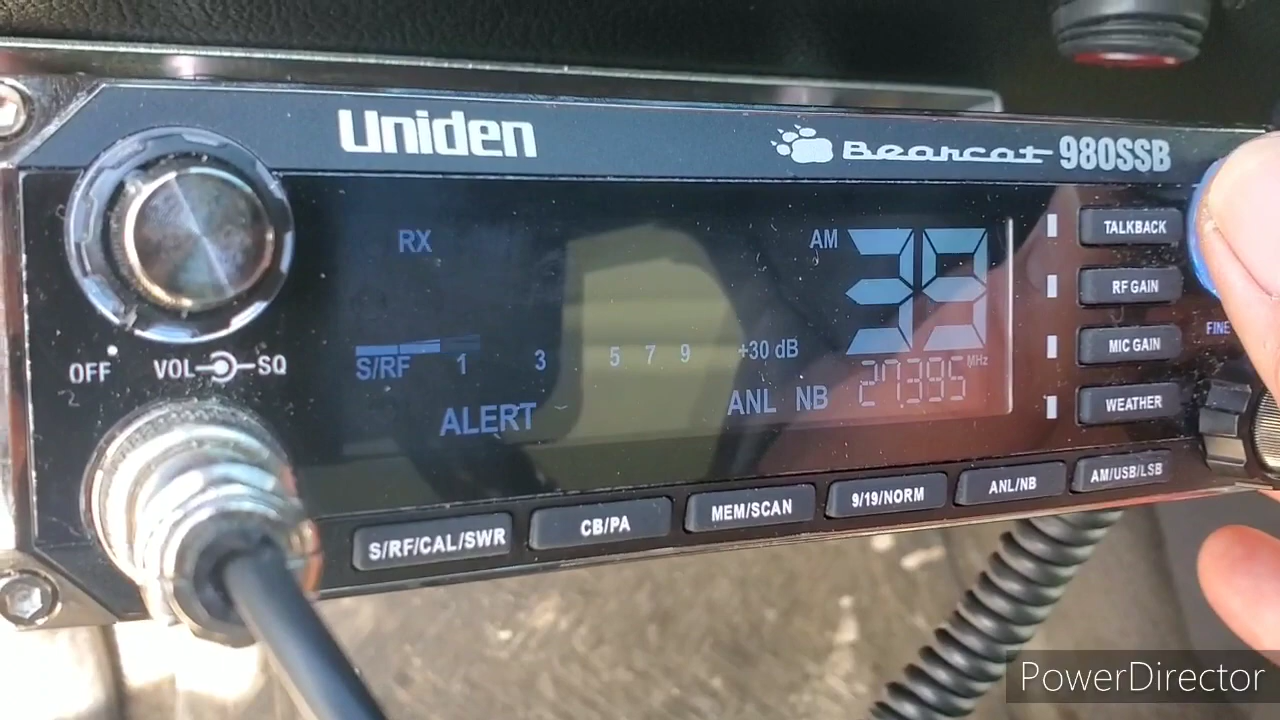 Uniden
Bearcat 980SSB
RX
AM 39
TALKBACK
RF GAIN
FINE
S/RF 1 3 5 7 9 +30 dB
27.395 MHz
MIC GAIN
OFF VOL SQ
ALERT ANL NB
WEATHER
S/RF/CAL/SWR CB/PA MEM/SCAN 9/19/NORM ANL/NB AM/USB/LSB
PowerDirector